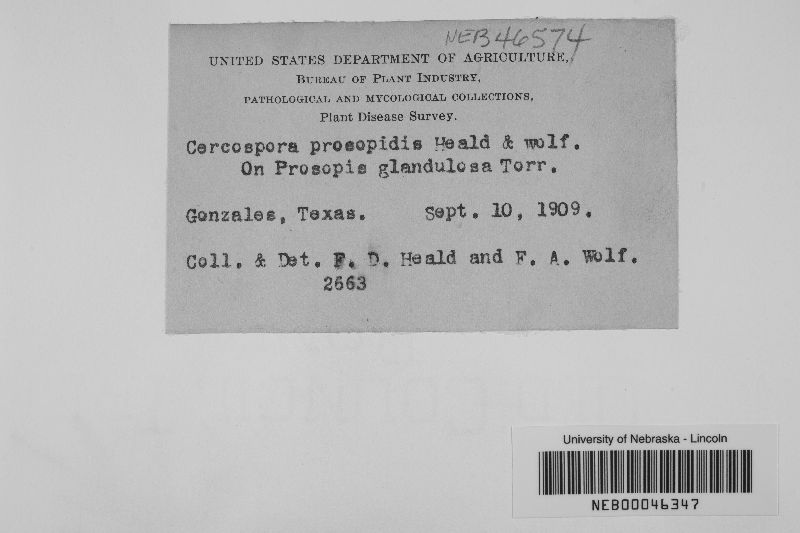 NEB46574
UNITED STATES DEPARTMENT OF AGRICULTURE,
BUREAU OF PLANT INDUSTRY,
PATHOLOGICAL AND MYCOLOGICAL COLLECTIONS,
Plant Disease Survey.
Cercospora prosopidis Heald & wolf.
On Prosopis glandulosa Torr.
Gonzales, Texas. Sept. 10, 1909.
Coll. & Det. F. D. Heald and F. A. Wolf.
2663
University of Nebraska - Lincoln
NEB00046347